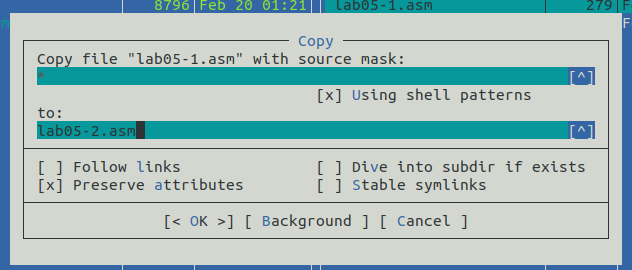 8796 Feb 20 01:21 lab05-1.asm 279
Copy
Copy file "lab05-1.asm" with source mask:
* [^]
[x] Using shell patterns
to:
lab05-2.asm [^]
[ ] Follow links [ ] Dive into subdir if exists
[x] Preserve attributes [ ] Stable symlinks
[< OK >] [ Background ] [ Cancel ]